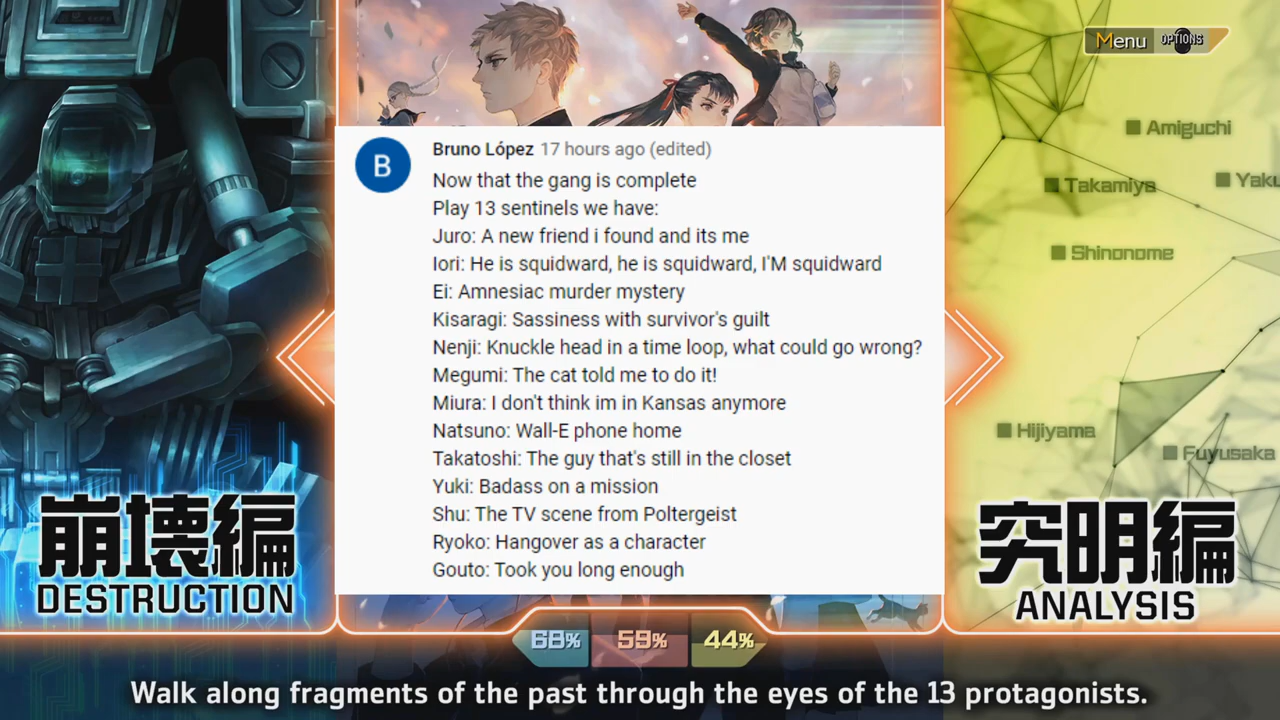 Menu OPTIONS
Amiguchi
Takamiya
Yaku
Shinonome
B
Bruno López 17 hours ago (edited)
Now that the gang is complete
Play 13 sentinels we have:
Juro: A new friend i found and its me
Iori: He is squidward, he is squidward, I'M squidward
Ei: Amnesiac murder mystery
Kisaragi: Sassiness with survivor's guilt
Nenji: Knuckle head in a time loop, what could go wrong?
Megumi: The cat told me to do it!
Miura: I don't think im in Kansas anymore
Natsuno: Wall-E phone home
Takatoshi: The guy that's still in the closet
Yuki: Badass on a mission
Shu: The TV scene from Poltergeist
Ryoko: Hangover as a character
Gouto: Took you long enough
Hijiyama
Fuyusaka
崩壊編
DESTRUCTION
究明編
ANALYSIS
68% 59% 44%
Walk along fragments of the past through the eyes of the 13 protagonists.